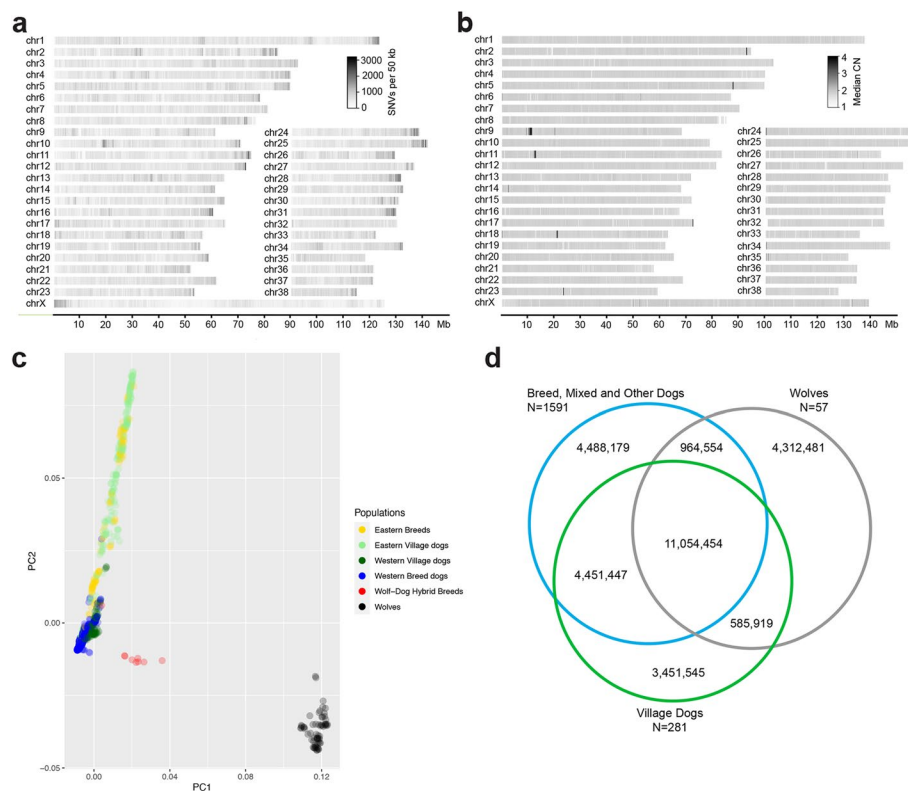 a
chr1
chr2
chr3
chr4
chr5
chr6
chr7
chr8
chr9
chr10
chr11
chr12
chr13
chr14
chr15
chr16
chr17
chr18
chr19
chr20
chr21
chr22
chr23
chrX
chr24
chr25
chr26
chr27
chr28
chr29
chr30
chr31
chr32
chr33
chr34
chr35
chr36
chr37
chr38
3000
2000
1000
0
SNVs per 50 kb
10 20 30 40 50 60 70 80 90 100 110 120 130 140 Mb
b
chr1
chr2
chr3
chr4
chr5
chr6
chr7
chr8
chr9
chr10
chr11
chr12
chr13
chr14
chr15
chr16
chr17
chr18
chr19
chr20
chr21
chr22
chr23
chrX
chr24
chr25
chr26
chr27
chr28
chr29
chr30
chr31
chr32
chr33
chr34
chr35
chr36
chr37
chr38
4
3
2
1
Median CN
10 20 30 40 50 60 70 80 90 100 110 120 130 140 Mb
c
PC2
0.05
0.00
−0.05
0.00 0.04 0.08 0.12
PC1
Populations
Eastern Breeds
Eastern Village dogs
Western Village dogs
Western Breed dogs
Wolf−Dog Hybrid Breeds
Wolves
d
Breed, Mixed and Other Dogs
N=1591
Wolves
N=57
4,488,179
964,554
4,312,481
11,054,454
4,451,447
585,919
3,451,545
Village Dogs
N=281